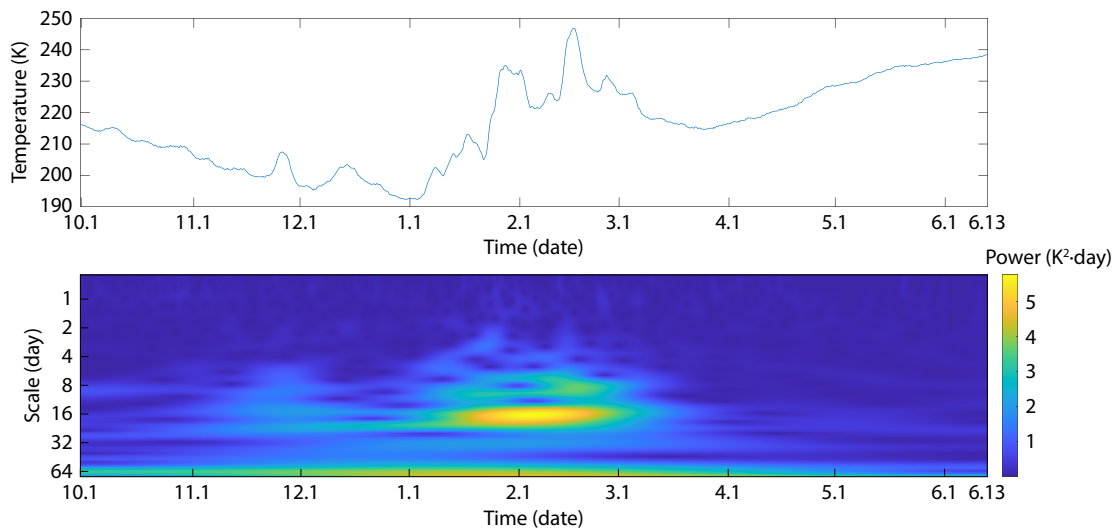 250
240
230
220
210
200
190
Temperature (K)
10.1 11.1 12.1 1.1 2.1 3.1 4.1 5.1 6.1 6.13
Time (date)
Power (K²·day)
1
2
4
8
16
32
64
Scale (day)
5
4
3
2
1
10.1 11.1 12.1 1.1 2.1 3.1 4.1 5.1 6.1 6.13
Time (date)